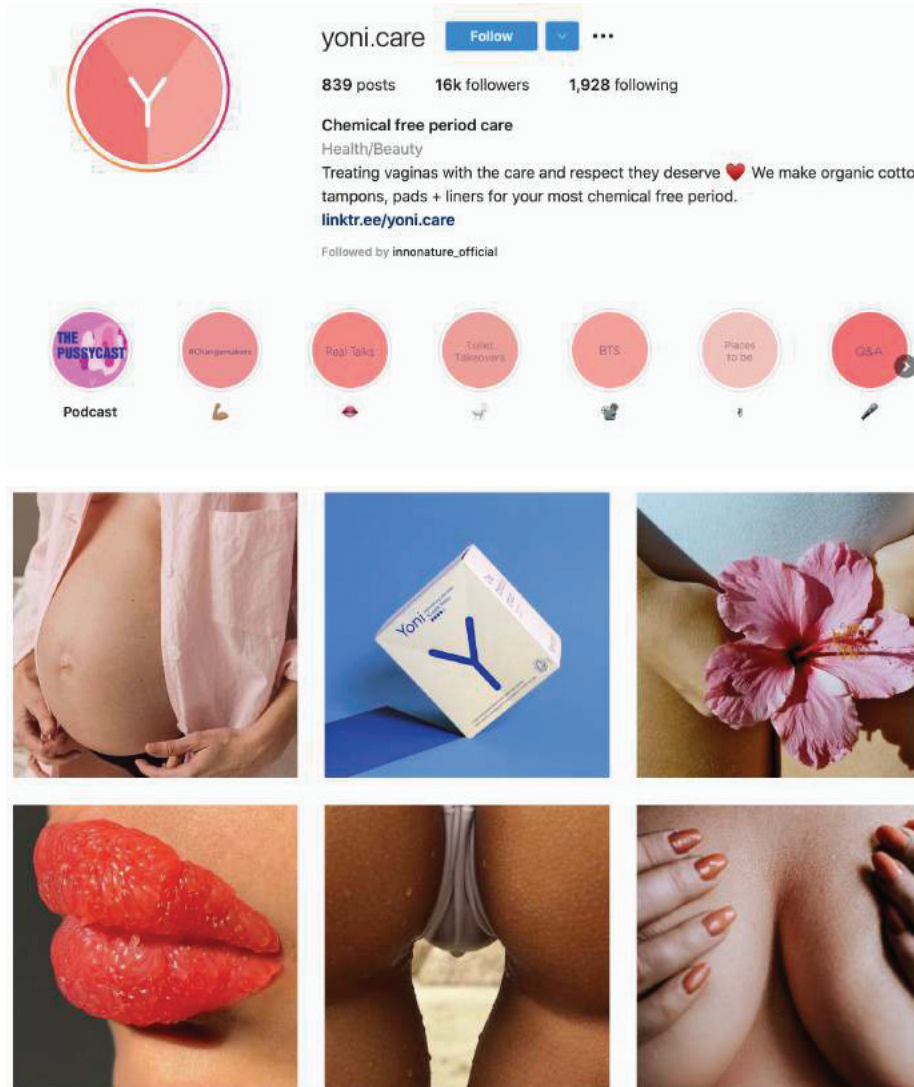 Y
yoni.care Follow
839 posts 16k followers 1,928 following
Chemical free period care
Health/Beauty
Treating vaginas with the care and respect they deserve ❤️ We make organic cotto
tampons, pads + liners for your most chemical free period.
linktr.ee/yoni.care
Followed by innonature_official
THE
PUSSYCAST
#Changemakers
Real Talks
Toilet
Takeovers
BTS
Places
to be
Q&A
Podcast
Yoni
Y